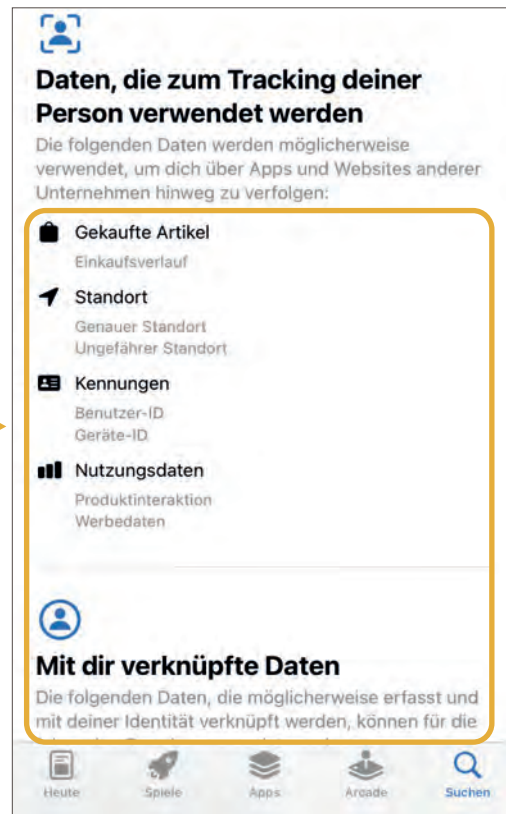 Daten, die zum Tracking deiner
Person verwendet werden
Die folgenden Daten werden möglicherweise
verwendet, um dich über Apps und Websites anderer
Unternehmen hinweg zu verfolgen:
Gekaufte Artikel
Einkaufsverlauf
Standort
Genauer Standort
Ungefährer Standort
Kennungen
Benutzer-ID
Geräte-ID
Nutzungsdaten
Produktinteraktion
Werbedaten
Mit dir verknüpfte Daten
Die folgenden Daten, die möglicherweise erfasst und
mit deiner Identität verknüpft werden, können für die
Heute Spiele Apps Arcade Suchen